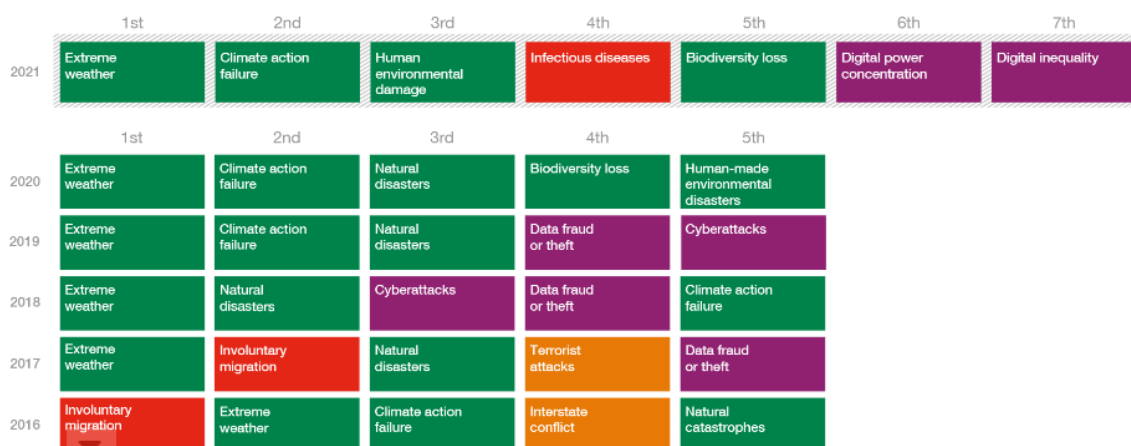 1st 2nd 3rd 4th 5th 6th 7th
2021
Extreme
weather
Climate action
failure
Human
environmental
damage
Infectious diseases
Biodiversity loss
Digital power
concentration
Digital inequality
1st 2nd 3rd 4th 5th
2020
Extreme
weather
Climate action
failure
Natural
disasters
Biodiversity loss
Human-made
environmental
disasters
2019
Extreme
weather
Climate action
failure
Natural
disasters
Data fraud
or theft
Cyberattacks
2018
Extreme
weather
Natural
disasters
Cyberattacks
Data fraud
or theft
Climate action
failure
2017
Extreme
weather
Involuntary
migration
Natural
disasters
Terrorist
attacks
Data fraud
or theft
2016
Involuntary
migration
Extreme
weather
Climate action
failure
Interstate
conflict
Natural
catastrophes